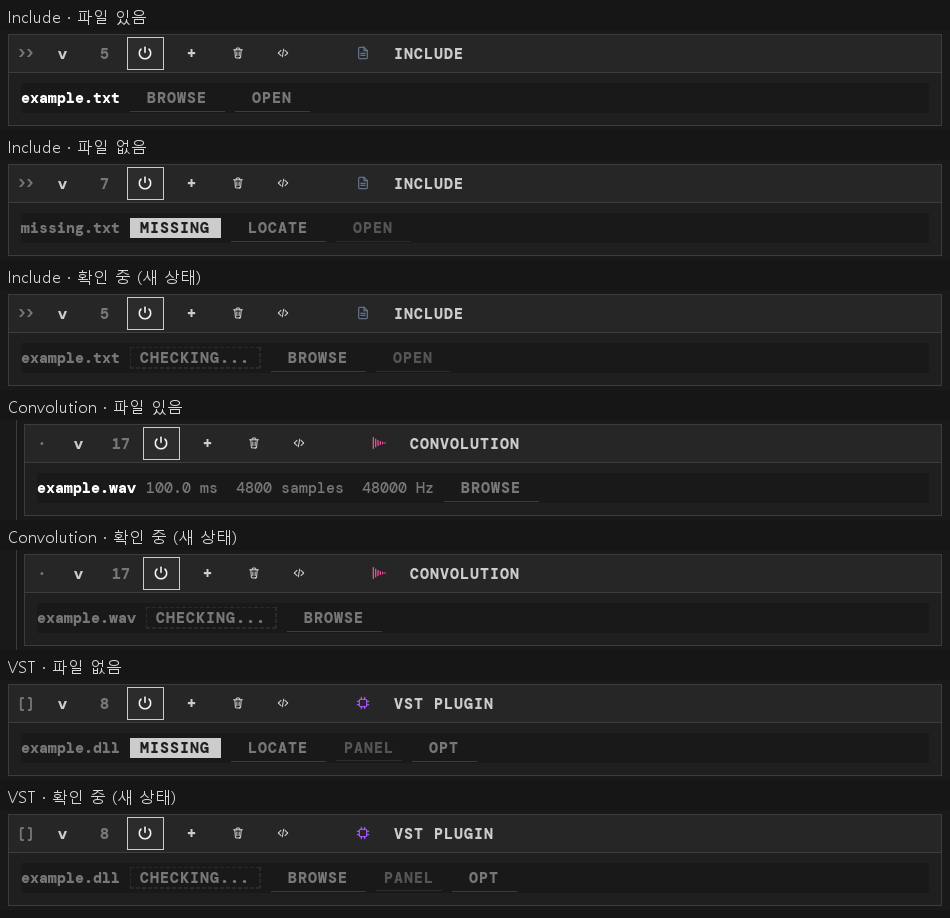 Include · 파일 있음
›› v 5 + </> INCLUDE
example.txt BROWSE OPEN
Include · 파일 없음
›› v 7 + </> INCLUDE
missing.txt MISSING LOCATE OPEN
Include · 확인 중 (새 상태)
›› v 5 + </> INCLUDE
example.txt CHECKING... BROWSE OPEN
Convolution · 파일 있음
· v 17 + </> CONVOLUTION
example.wav 100.0 ms 4800 samples 48000 Hz BROWSE
Convolution · 확인 중 (새 상태)
· v 17 + </> CONVOLUTION
example.wav CHECKING... BROWSE
VST · 파일 없음
[] v 8 + </> VST PLUGIN
example.dll MISSING LOCATE PANEL OPT
VST · 확인 중 (새 상태)
[] v 8 + </> VST PLUGIN
example.dll CHECKING... BROWSE PANEL OPT